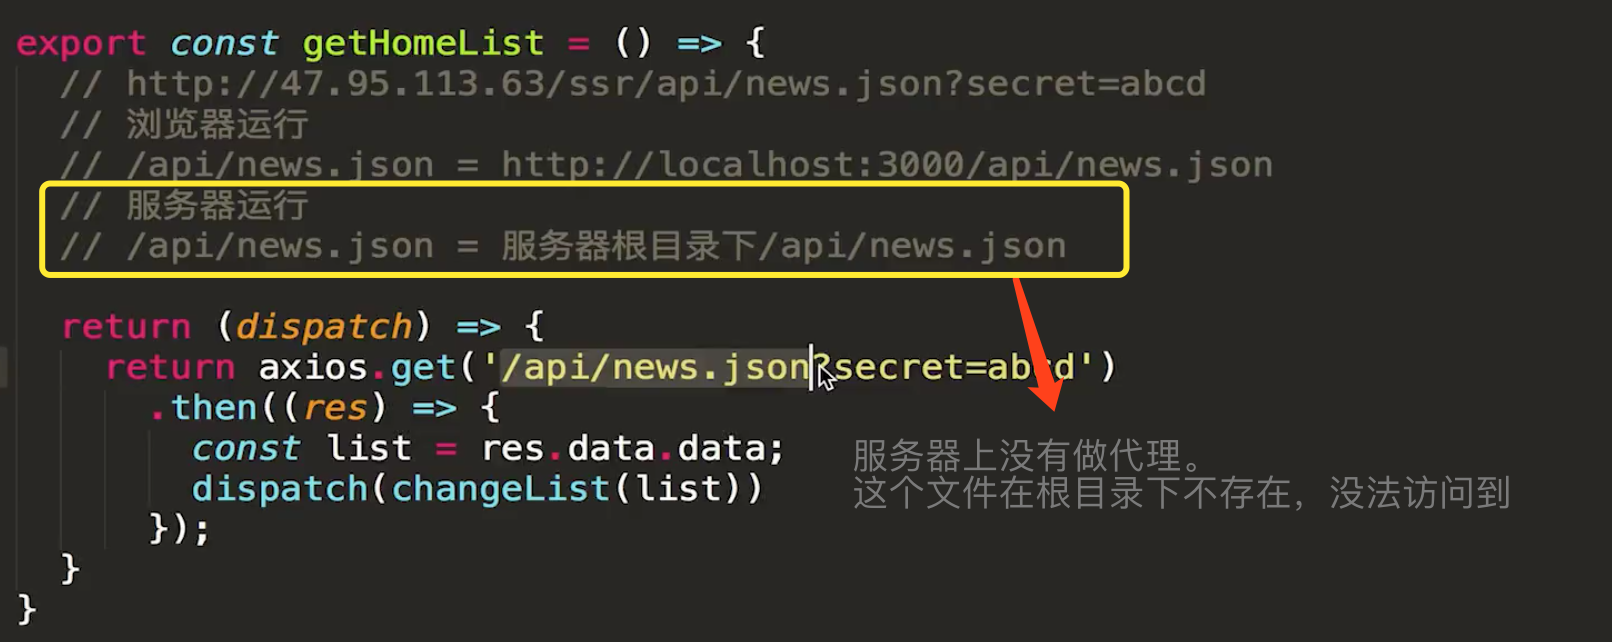 export const getHomeList = () => {
// http://47.95.113.63/ssr/api/news.json?secret=abcd
// 浏览器运行
// /api/news.json = http://localhost:3000/api/news.json
// 服务器运行
// /api/news.json = 服务器根目录下/api/news.json
return (dispatch) => {
return axios.get('/api/news.json?secret=abcd')
.then((res) => {
const list = res.data.data;
dispatch(changeList(list))
});
}
}
服务器上没有做代理。
这个文件在根目录下不存在，没法访问到